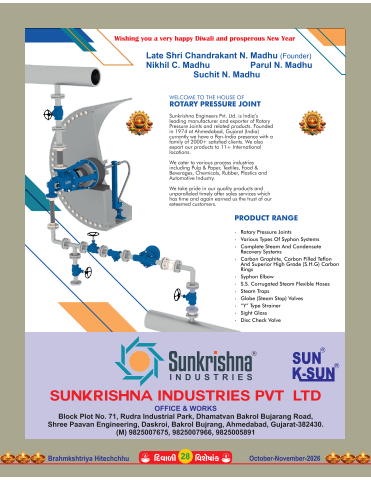 Wishing you a very happy Diwali and prosperous New Year
Late Shri Chandrakant N. Madhu (Founder)
Nikhil C. Madhu Parul N. Madhu
Suchit N. Madhu
WELCOME TO THE HOUSE OF
ROTARY PRESSURE JOINT
Sunkrishna Engineers Pvt. Ltd. is India's
leading manufacturer and exporter of Rotary
Pressure Joints and related products. Founded
in 1974 at Ahmedabad, Gujarat (India)
currently we have a Pan-India presence with a
family of 2000+ satisfied clients. We also
export our products to 11+ International
locations.
We cater to various process industries
including Pulp & Paper, Textiles, Food &
Beverages, Chemicals, Rubber, Plastics and
Automotive Industry.
We take pride in our quality products and
unparalleled timely after sales services which
has time and again earned us the trust of our
esteemed customers.
PRODUCT RANGE
· Rotary Pressure Joints
· Various Types Of Syphon Systems
· Complete Steam And Condensate
Recovery Systems
· Carbon Graphite, Carbon Filled Teflon
And Superior High Grade (S.H.G) Carbon
Rings
· Syphon Elbow
· S.S. Corrugated Steam Flexible Hoses
· Steam Traps
· Globe (Steam Stop) Valves
· "Y" Type Strainer
· Sight Glass
· Disc Check Valve
Sunkrishna®
INDUSTRIES
SUN®
K-SUN®
SUNKRISHNA INDUSTRIES PVT LTD
OFFICE & WORKS
Block Plot No. 71, Rudra Industrial Park, Dhamatvan Bakrol Bujarang Road,
Shree Paavan Engineering, Daskroi, Bakrol Bujrang, Ahmedabad, Gujarat-382430.
(M) 9825007675, 9825007966, 9825005891
Brahmkshtriya Hitechchhu દિવાળી 28 વિશેષાંક October-November-2026